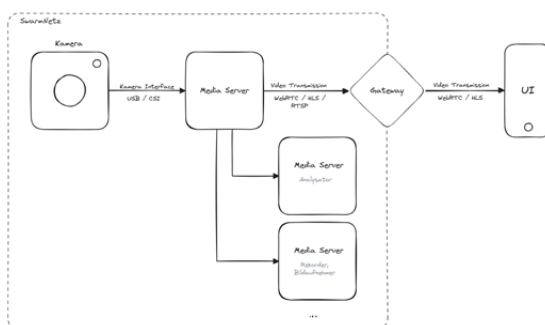 SwarmNetz
Kamera
Kamera Interface
USB / CSI
Media Server
Video Transmission
WebRTC / HLS /
RTSP
Gateway
Video Transmission
WebRTC / HLS
UI
Media Server
Analysator
Media Server
Rekorder,
Bildaufnehmer
...